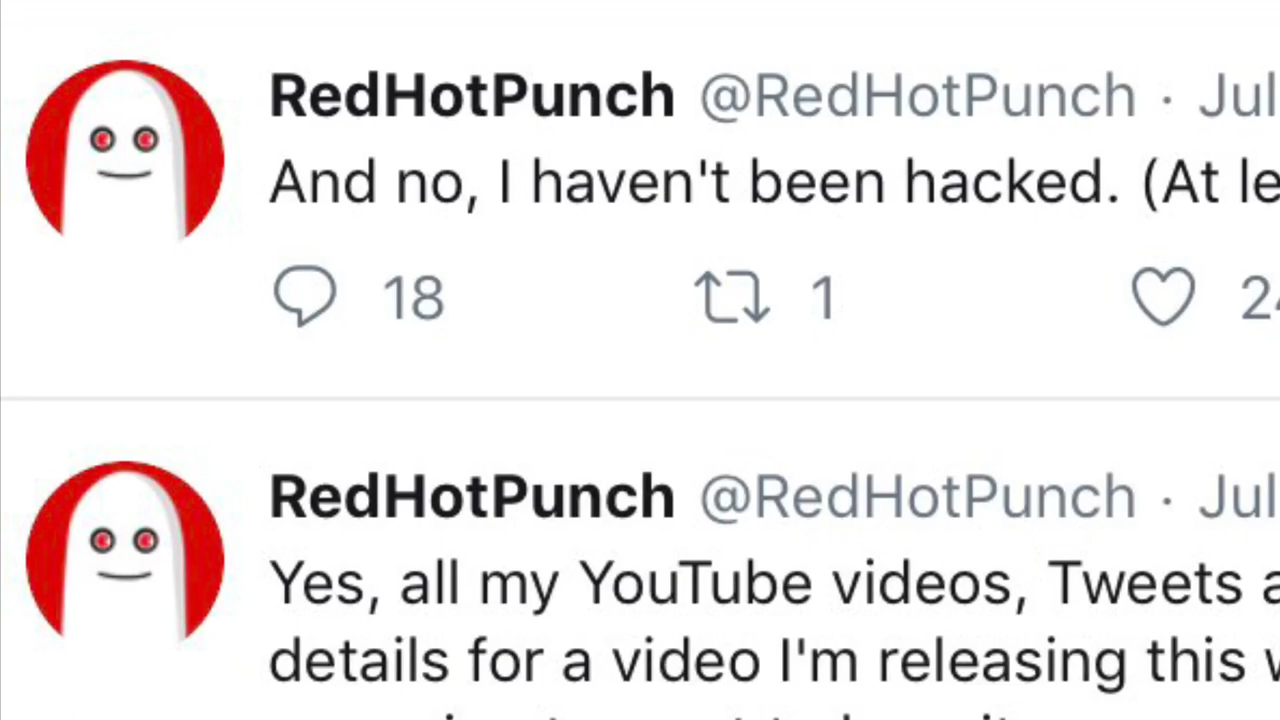 RedHotPunch @RedHotPunch · Jul
And no, I haven't been hacked. (At le
18 1 24
RedHotPunch @RedHotPunch · Jul
Yes, all my YouTube videos, Tweets a
details for a video I'm releasing this w